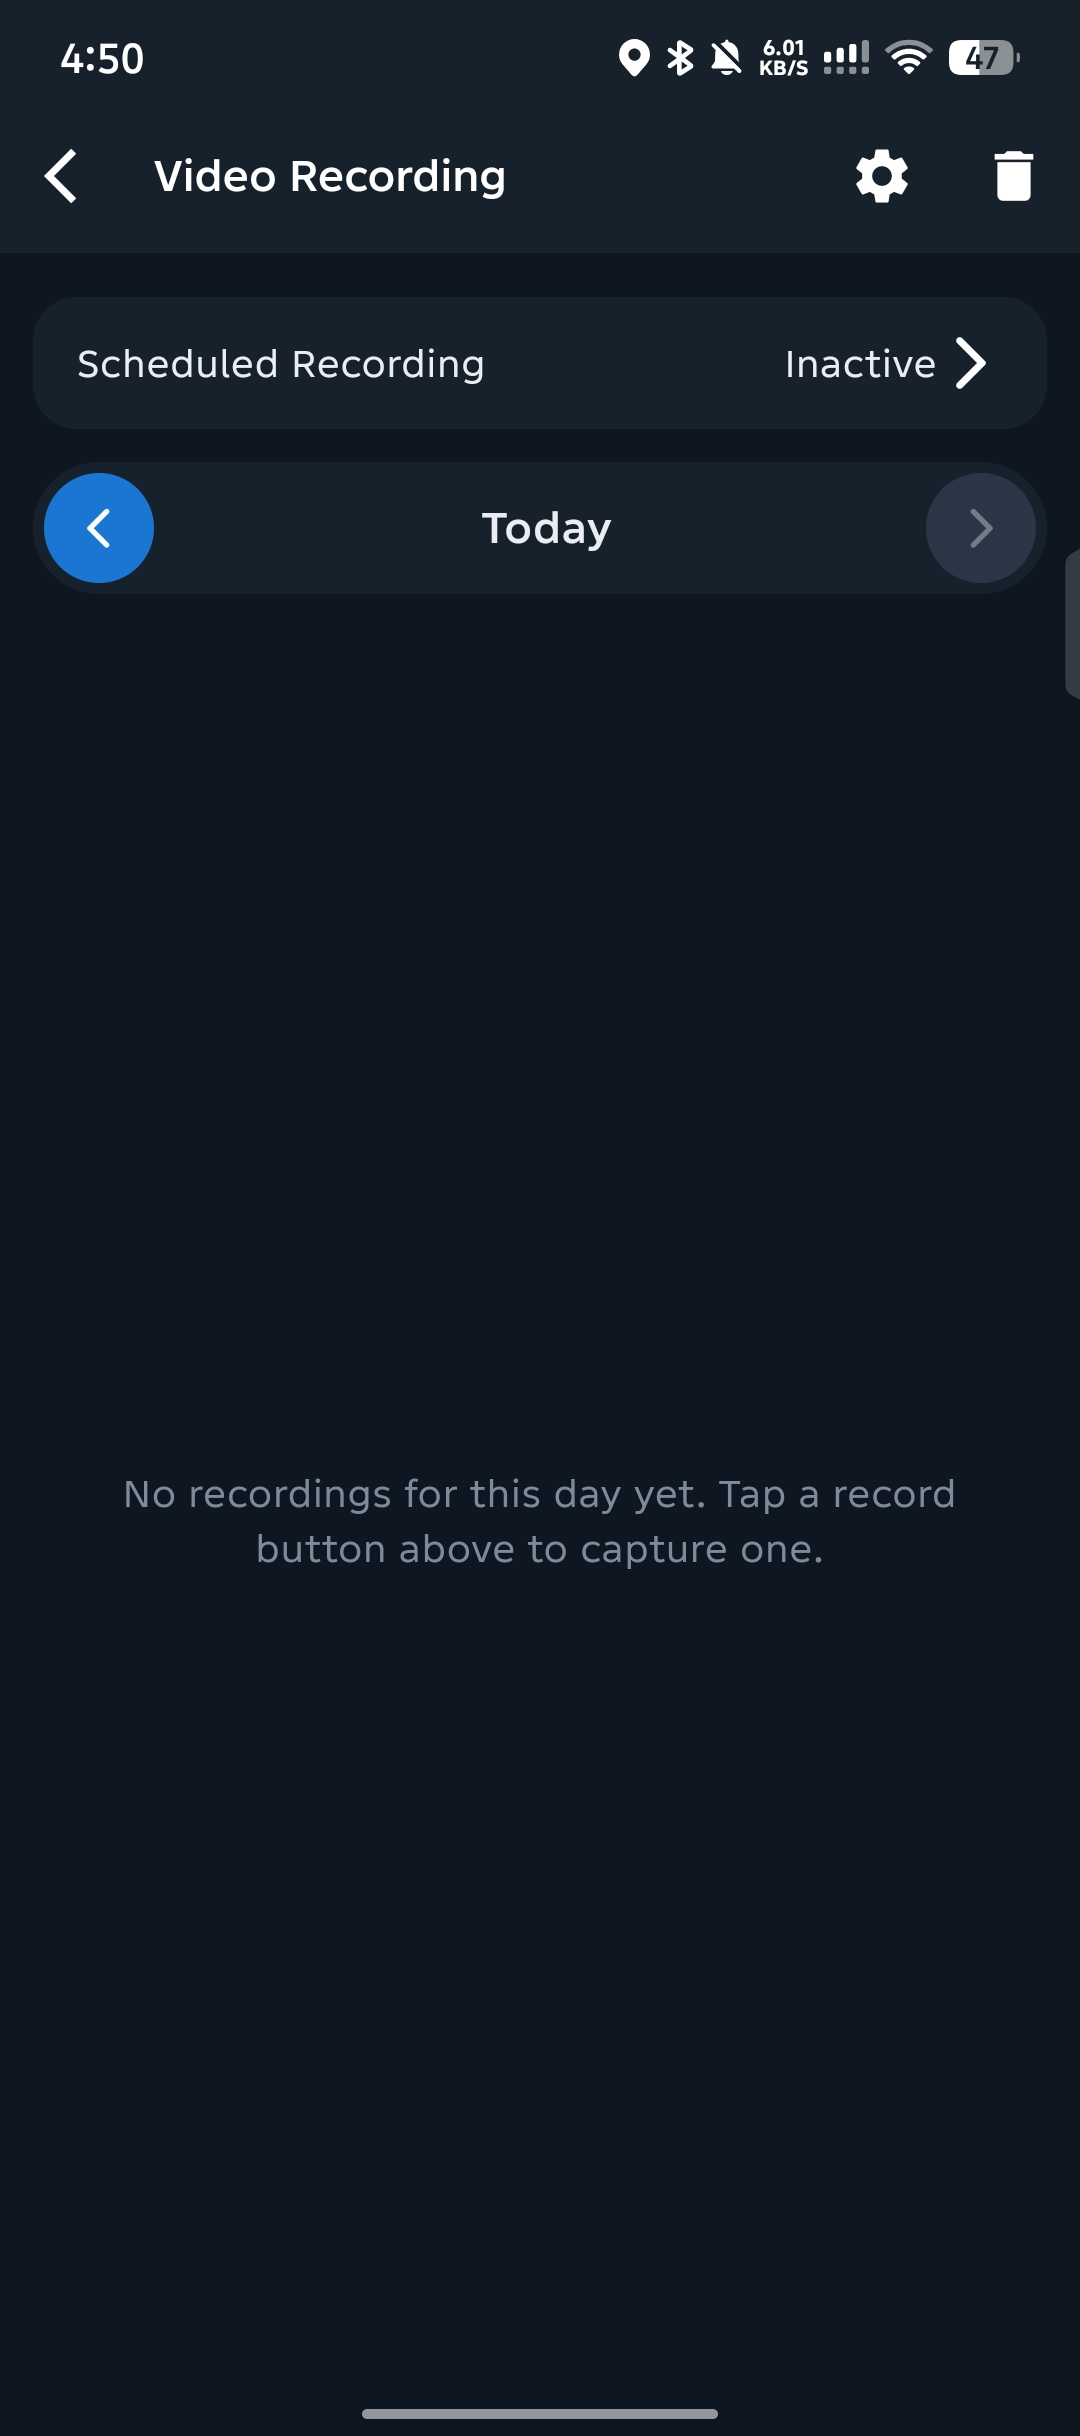 4:50
6.01
KB/S
47
Video Recording
Scheduled Recording
Inactive
Today
No recordings for this day yet. Tap a record
button above to capture one.